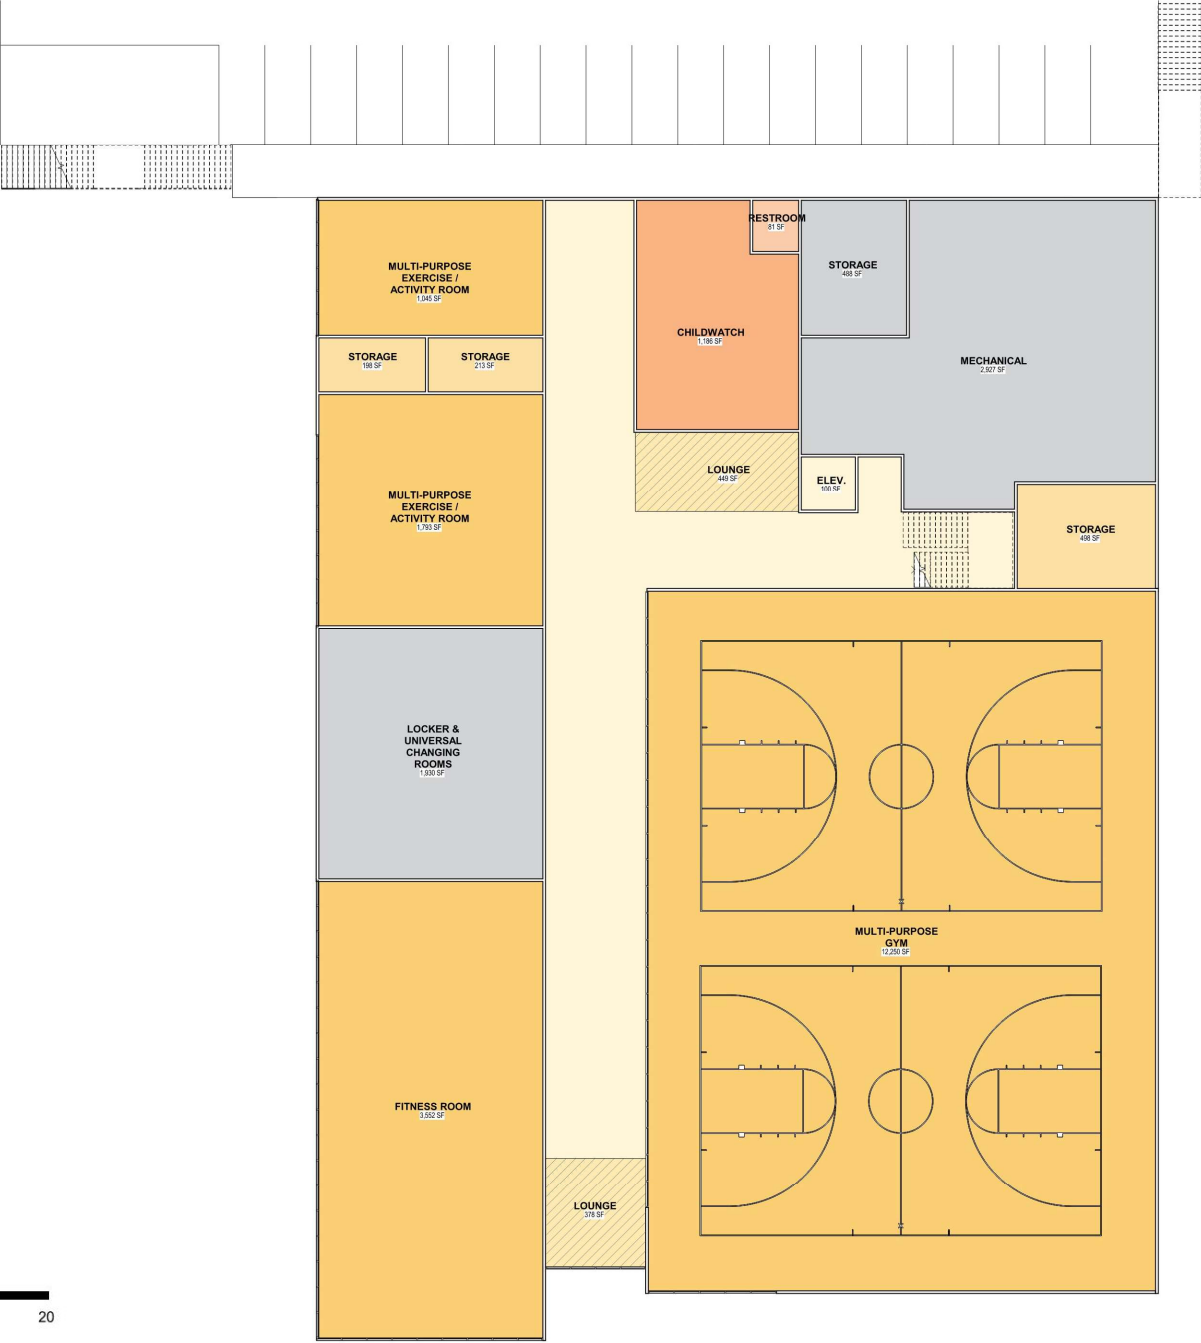 RESTROOM
81 SF
MULTI-PURPOSE
EXERCISE /
ACTIVITY ROOM
1,045 SF
STORAGE
488 SF
CHILDWATCH
1,186 SF
STORAGE
198 SF
STORAGE
213 SF
MECHANICAL
2,927 SF
LOUNGE
449 SF
ELEV.
100 SF
MULTI-PURPOSE
EXERCISE /
ACTIVITY ROOM
1,793 SF
STORAGE
498 SF
LOCKER &
UNIVERSAL
CHANGING
ROOMS
1,930 SF
MULTI-PURPOSE
GYM
12,250 SF
FITNESS ROOM
3,552 SF
LOUNGE
378 SF
20